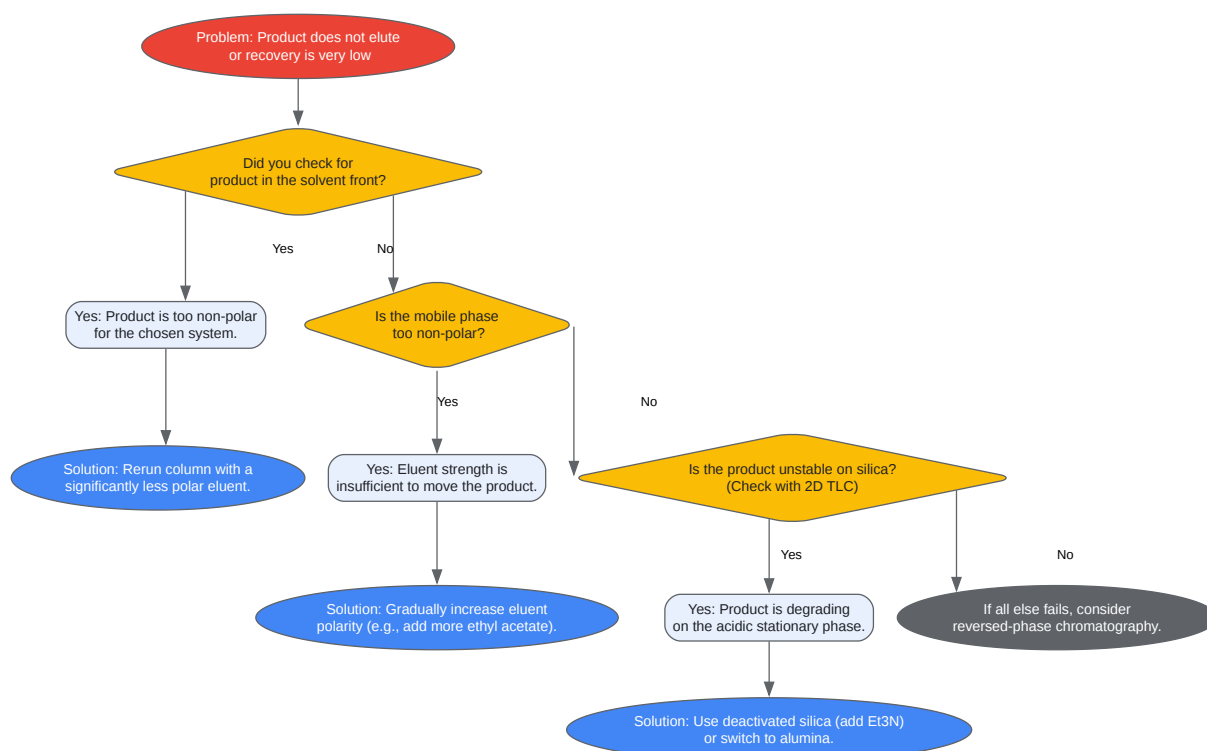 Problem: Product does not elute
or recovery is very low
Did you check for
product in the solvent front?
Yes
No
Yes: Product is too non-polar
for the chosen system.
Is the mobile phase
too non-polar?
Yes
No
Solution: Rerun column with a
significantly less polar eluent.
Yes: Eluent strength is
insufficient to move the product.
Is the product unstable on silica?
(Check with 2D TLC)
Yes
No
Solution: Gradually increase eluent
polarity (e.g., add more ethyl acetate).
Yes: Product is degrading
on the acidic stationary phase.
If all else fails, consider
reversed-phase chromatography.
Solution: Use deactivated silica (add Et3N)
or switch to alumina.